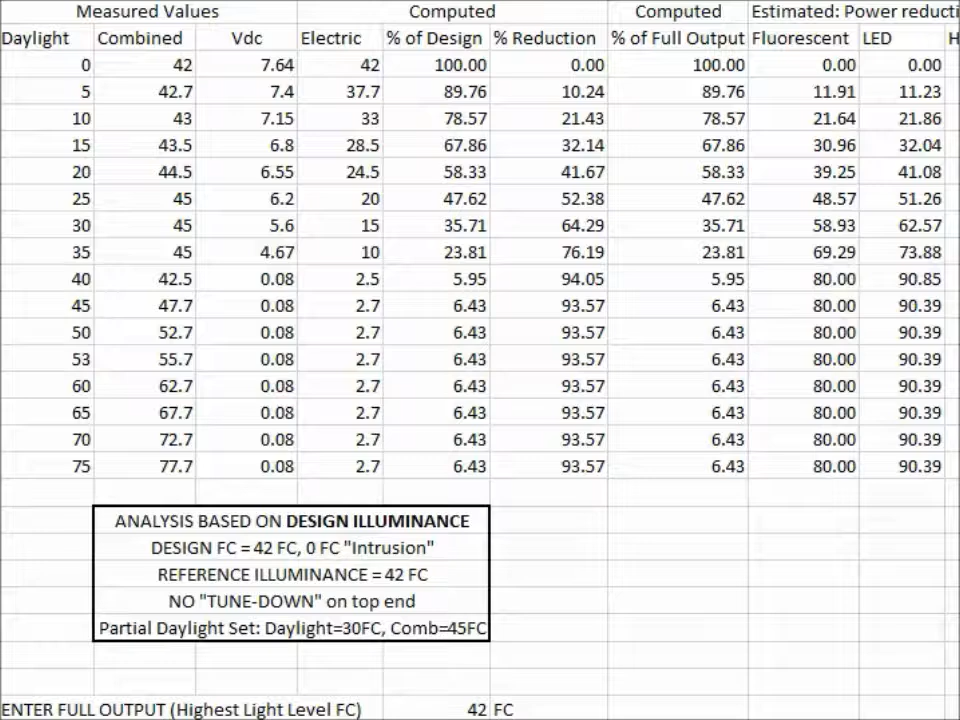 Measured Values Computed Computed Estimated: Power reducti
Daylight Combined Vdc Electric % of Design % Reduction % of Full Output Fluorescent LED H
0 42 7.64 42 100.00 0.00 100.00 0.00 0.00
5 42.7 7.4 37.7 89.76 10.24 89.76 11.91 11.23
10 43 7.15 33 78.57 21.43 78.57 21.64 21.86
15 43.5 6.8 28.5 67.86 32.14 67.86 30.96 32.04
20 44.5 6.55 24.5 58.33 41.67 58.33 39.25 41.08
25 45 6.2 20 47.62 52.38 47.62 48.57 51.26
30 45 5.6 15 35.71 64.29 35.71 58.93 62.57
35 45 4.67 10 23.81 76.19 23.81 69.29 73.88
40 42.5 0.08 2.5 5.95 94.05 5.95 80.00 90.85
45 47.7 0.08 2.7 6.43 93.57 6.43 80.00 90.39
50 52.7 0.08 2.7 6.43 93.57 6.43 80.00 90.39
53 55.7 0.08 2.7 6.43 93.57 6.43 80.00 90.39
60 62.7 0.08 2.7 6.43 93.57 6.43 80.00 90.39
65 67.7 0.08 2.7 6.43 93.57 6.43 80.00 90.39
70 72.7 0.08 2.7 6.43 93.57 6.43 80.00 90.39
75 77.7 0.08 2.7 6.43 93.57 6.43 80.00 90.39
ANALYSIS BASED ON DESIGN ILLUMINANCE
DESIGN FC = 42 FC, 0 FC "Intrusion"
REFERENCE ILLUMINANCE = 42 FC
NO "TUNE-DOWN" on top end
Partial Daylight Set: Daylight=30FC, Comb=45FC
ENTER FULL OUTPUT (Highest Light Level FC) 42 FC